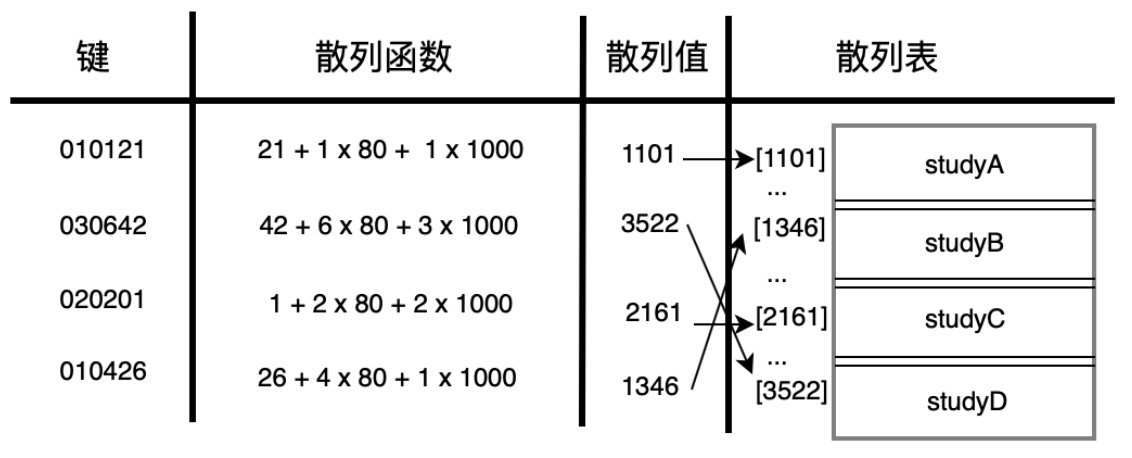 键 散列函数 散列值 散列表
010121 21 + 1 x 80 + 1 x 1000 1101 [1101] studyA
...
030642 42 + 6 x 80 + 3 x 1000 3522 [1346] studyB
...
020201 1 + 2 x 80 + 2 x 1000 2161 [2161] studyC
...
010426 26 + 4 x 80 + 1 x 1000 1346 [3522] studyD